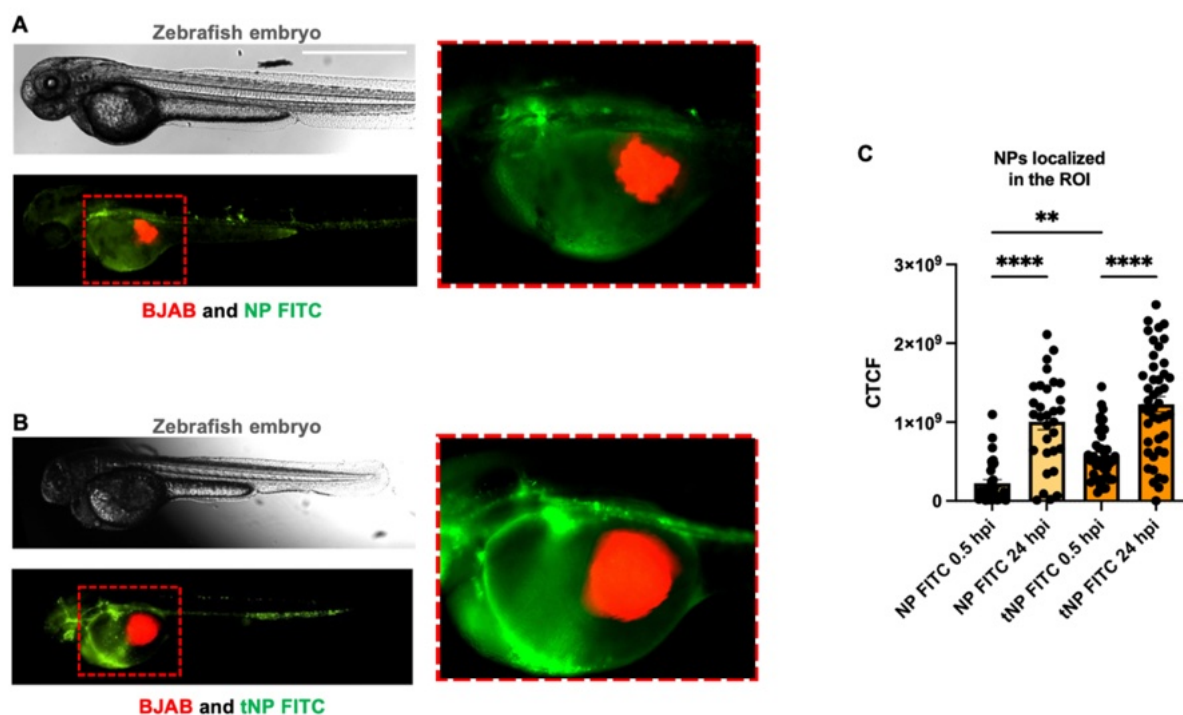 A
Zebrafish embryo
BJAB and NP FITC
B
Zebrafish embryo
BJAB and tNP FITC
C
NPs localized
in the ROI
**
**** ****
3×10⁹
2×10⁹
1×10⁹
0
CTCF
NP FITC 0.5 hpi
NP FITC 24 hpi
tNP FITC 0.5 hpi
tNP FITC 24 hpi